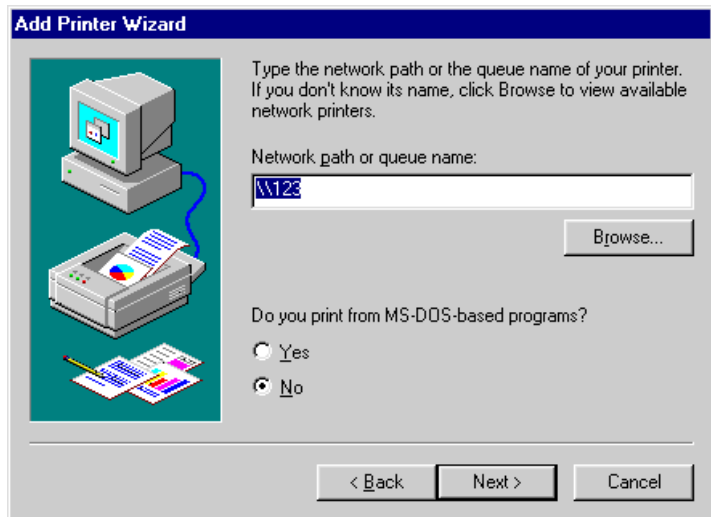 Add Printer Wizard
Type the network path or the queue name of your printer.
If you don't know its name, click Browse to view available
network printers.
Network path or queue name:
\\123
Browse...
Do you print from MS-DOS-based programs?
Yes
No
< Back
Next >
Cancel